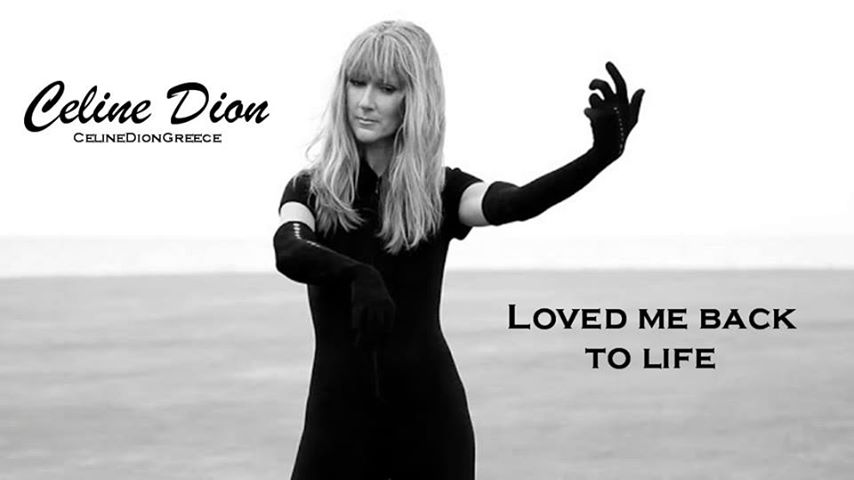 Celine Dion
CelineDionGreece
Loved me back
to life